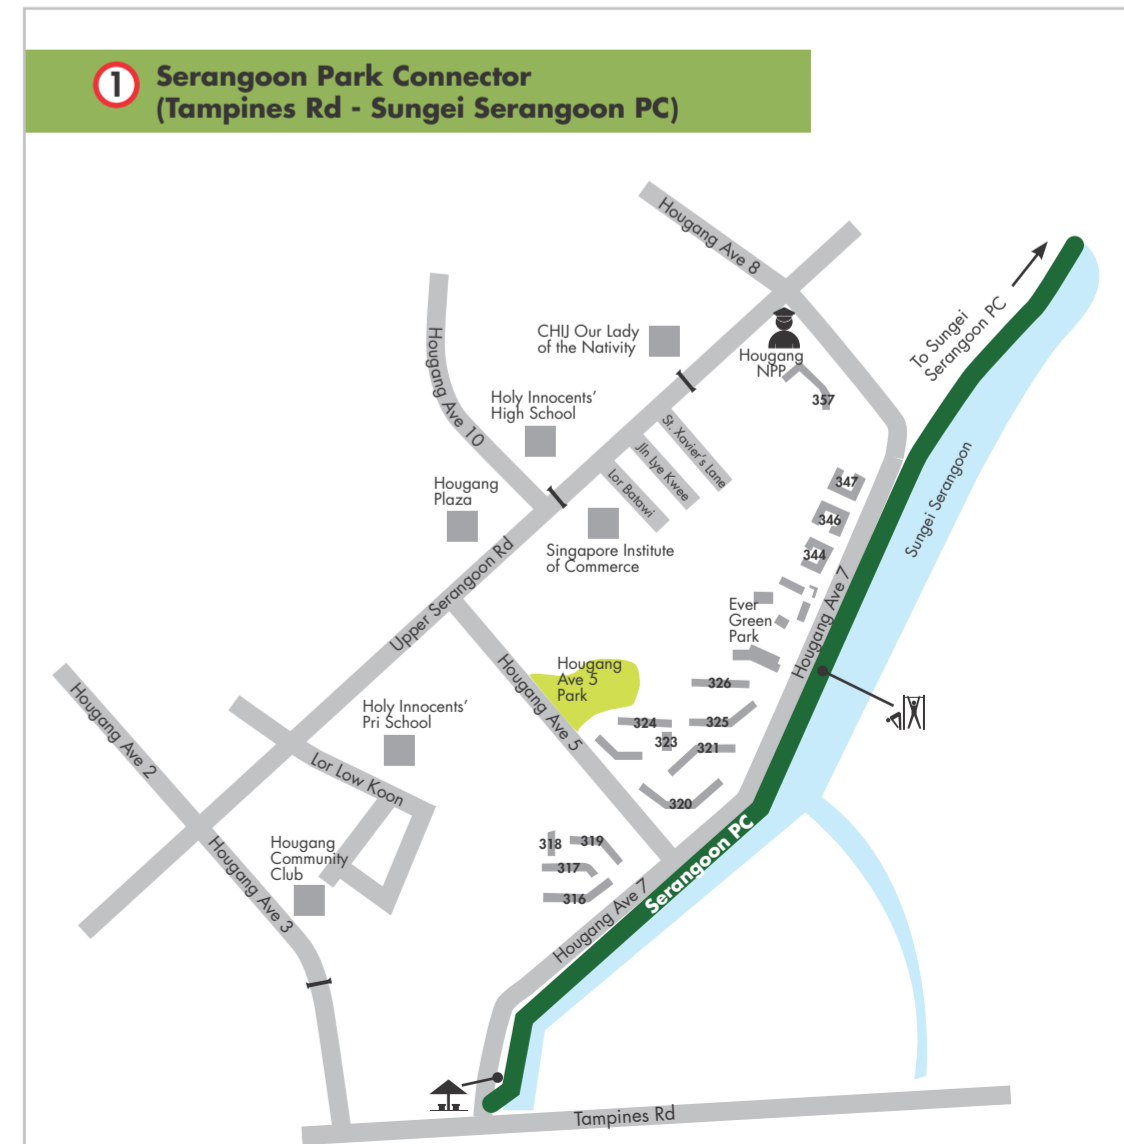 1
Serangoon Park Connector
(Tampines Rd - Sungei Serangoon PC)
Hougang Ave 8
To Sungei
Serangoon PC
CHIJ Our Lady
of the Nativity
Hougang
NPP
357
Hougang Ave 10
Holy Innocents'
High School
St. Xavier's Lane
Jln Lye Kwee
Lor Batawi
Hougang
Plaza
Singapore Institute
of Commerce
347
346
344
Sungei Serangoon
Upper Serangoon Rd
Ever
Green
Park
Hougang Ave 7
Hougang
Ave 5
Park
Hougang Ave 5
326
324
325
323
321
320
Hougang Ave 2
Holy Innocents'
Pri School
Lor Low Koon
Hougang
Community
Club
Hougang Ave 3
318
319
317
316
Serangoon PC
Hougang Ave 7
Tampines Rd